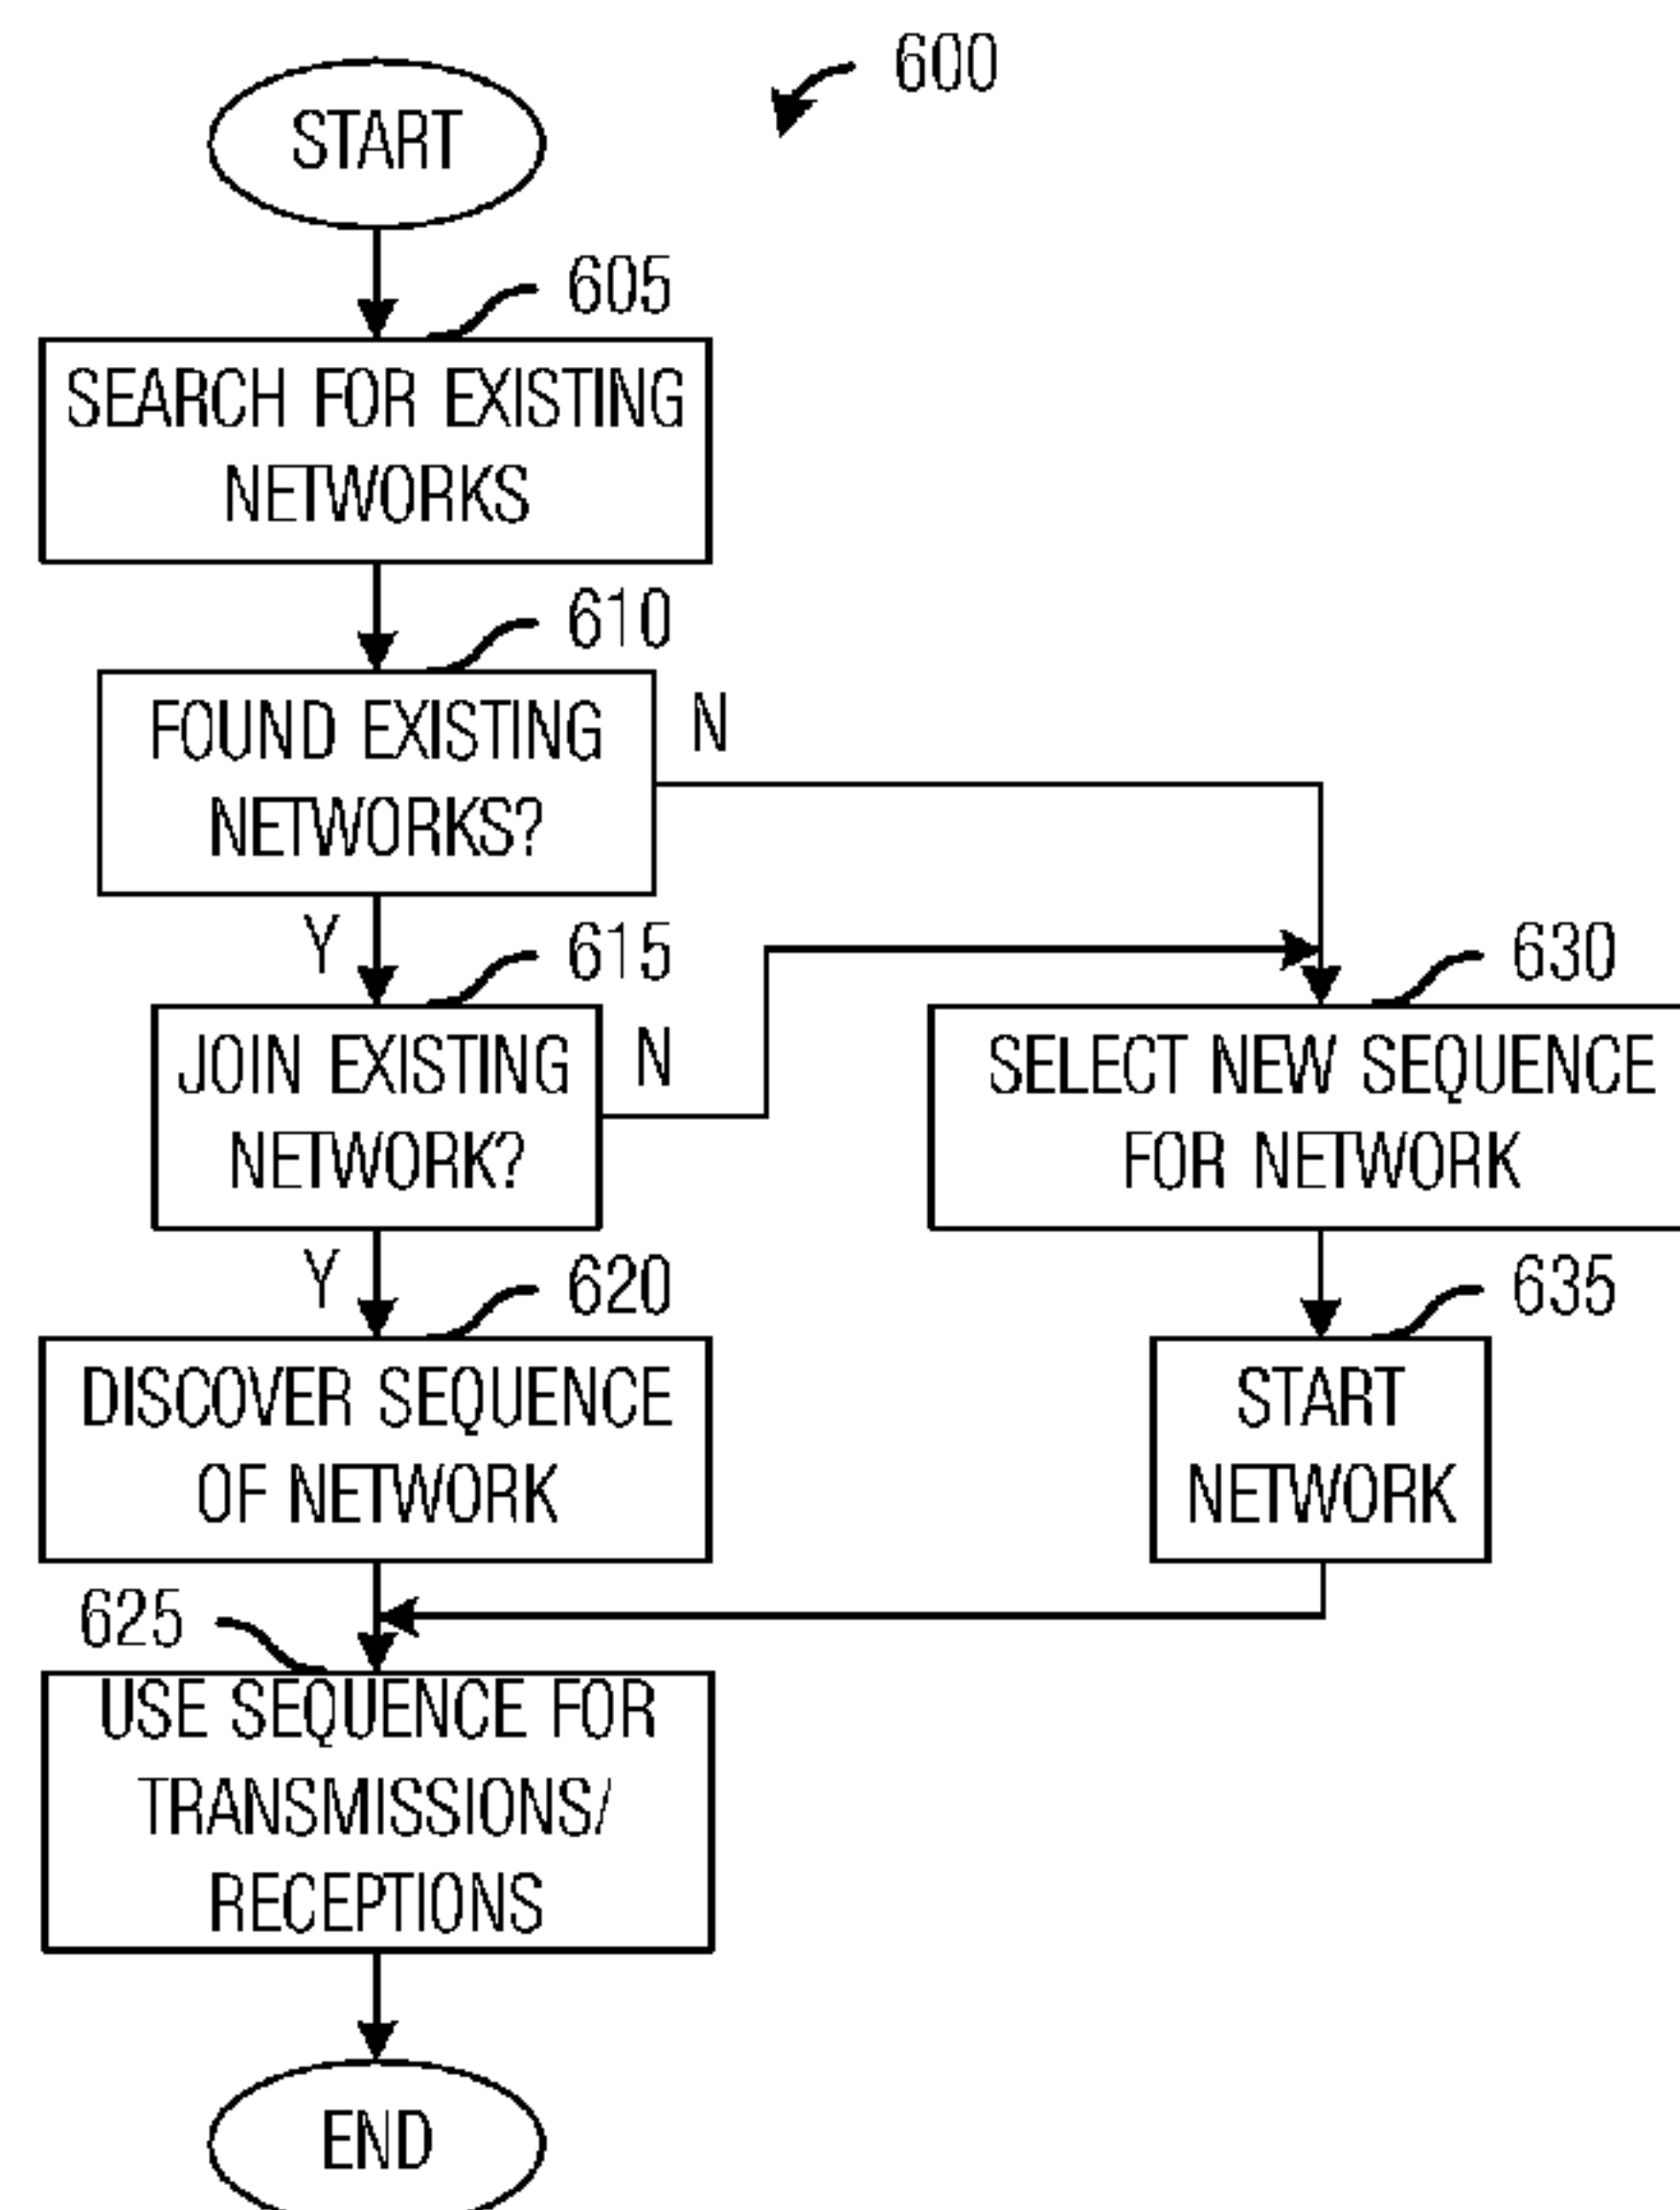 600
START
605
SEARCH FOR EXISTING
NETWORKS
610
FOUND EXISTING
NETWORKS?
N
Y
615
JOIN EXISTING
NETWORK?
N
630
SELECT NEW SEQUENCE
FOR NETWORK
Y
620
DISCOVER SEQUENCE
OF NETWORK
635
START
NETWORK
625
USE SEQUENCE FOR
TRANSMISSIONS/
RECEPTIONS
END